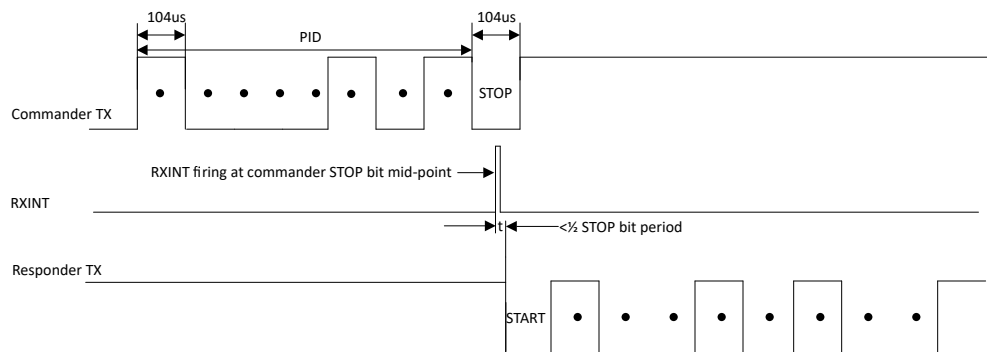 104us
104us
PID
STOP
Commander TX
RXINT firing at commander STOP bit mid-point
RXINT
t
<½ STOP bit period
Responder TX
START